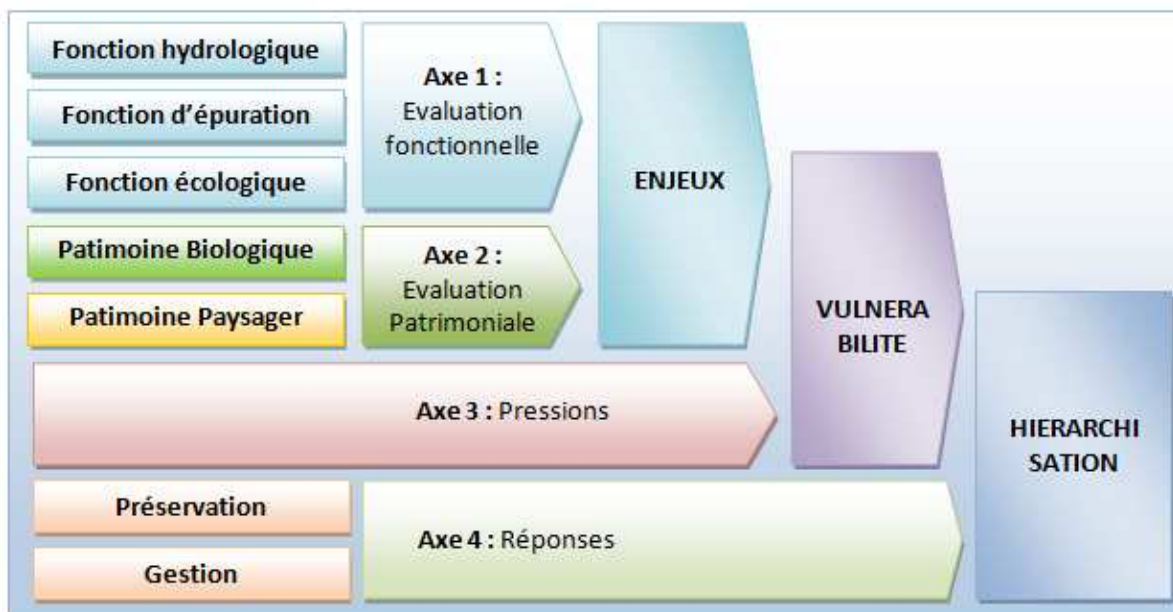 Fonction hydrologique
Fonction d'épuration
Fonction écologique
Patimoine Biologique
Patimoine Paysager
Axe 1 :
Evaluation
fonctionnelle
Axe 2 :
Evaluation
Patrimoniale
ENJEUX
Axe 3 : Pressions
VULNERA
BILITE
Préservation
Gestion
Axe 4 : Réponses
HIERARCHI
SATION